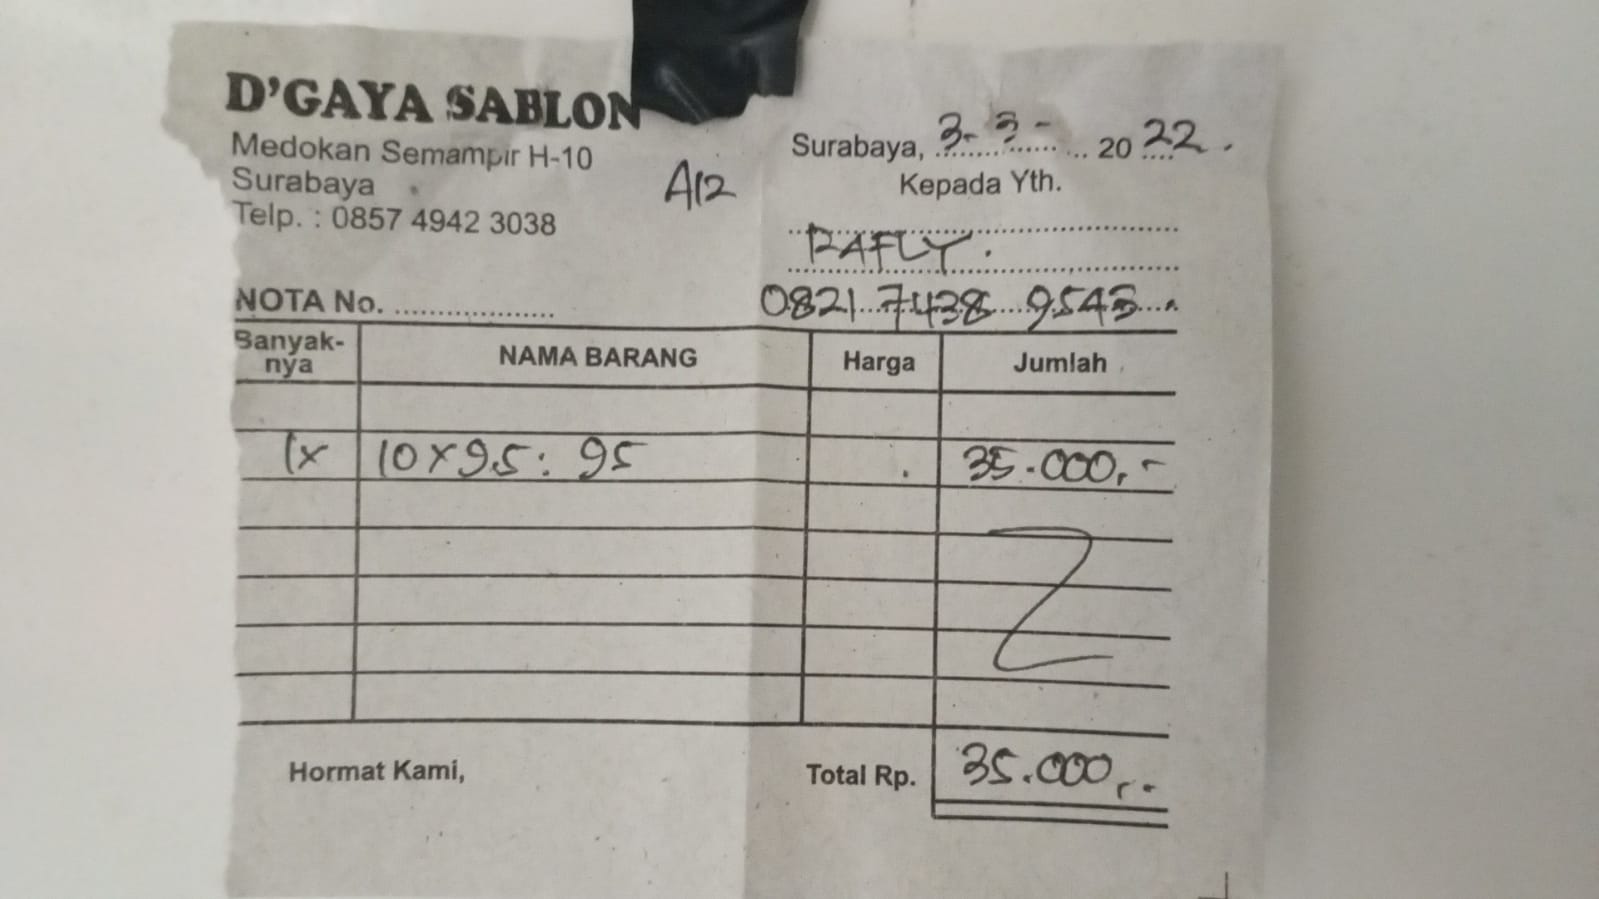 D'GAYA SABLON
Medokan Semampir H-10
Surabaya
Telp. : 0857 4942 3038
A12
Surabaya, 3-3-2022.
Kepada Yth.
RAFLY.
0821 7438 9543
NOTA No. ....................
Banyak-nya NAMA BARANG Harga Jumlah
1x 10x95: 95 35.000,-
Hormat Kami, Total Rp. 35.000,-